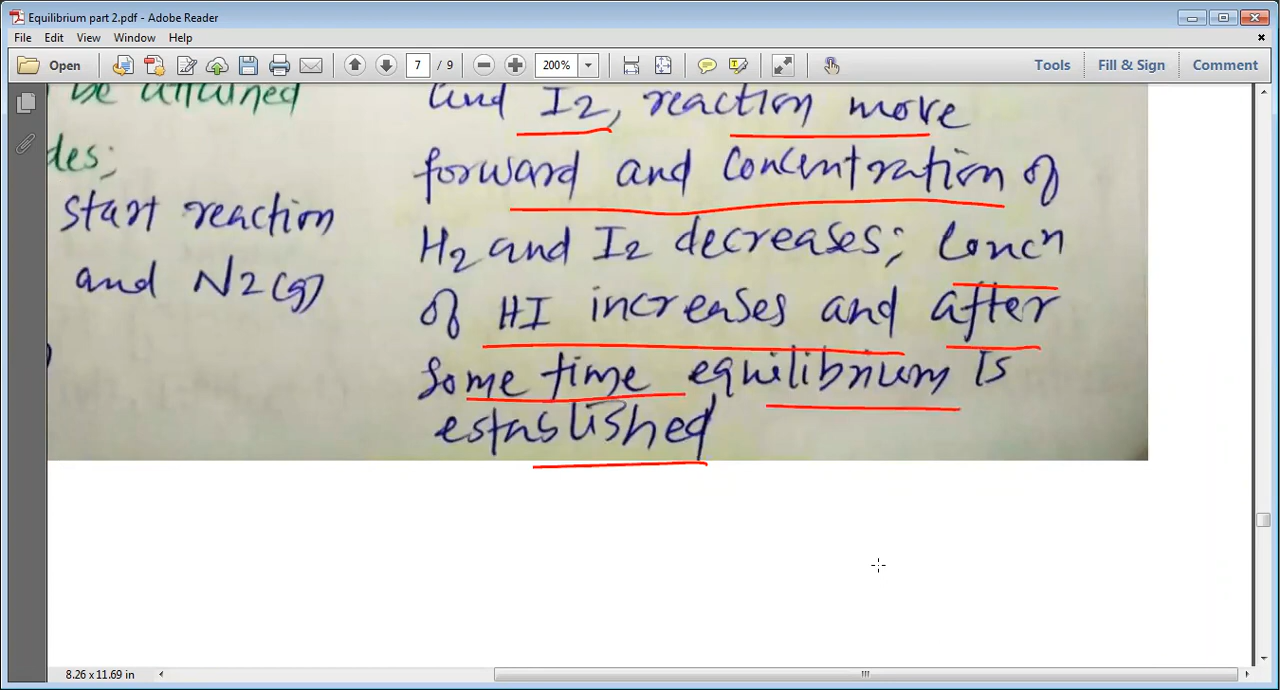 Equilibrium part 2.pdf - Adobe Reader
File Edit View Window Help
Open 7 / 9 200% Tools Fill & Sign Comment
be attained
des;
start reaction
and N2(g)
and I2, reaction move
forward and concentration of
H2 and I2 decreases; Concn
of HI increases and after
some time equilibrium is
established
8.26 x 11.69 in